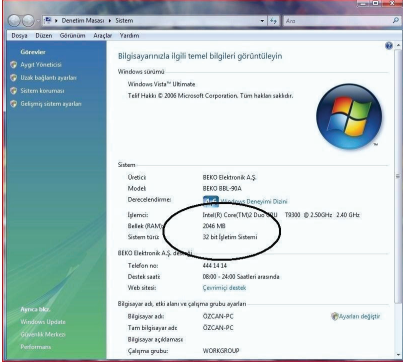 Denetim Masası ▸ Sistem
Ara
Dosya Düzen Görünüm Araçlar Yardım
Görevler
Aygıt Yöneticisi
Uzak bağlantı ayarları
Sistem koruması
Gelişmiş sistem ayarları
Bilgisayarınızla ilgili temel bilgileri görüntüleyin
Windows sürümü
Windows Vista™ Ultimate
Telif Hakkı © 2006 Microsoft Corporation. Tüm hakları saklıdır.
Sistem
Üretici: BEKO Elektronik A.Ş.
Model: BEKO BBL-90A
Derecelendirme: Windows Deneyimi Dizini
İşlemci: Intel(R) Core(TM)2 Duo CPU T9300 @ 2.50GHz 2.40 GHz
Bellek (RAM): 2046 MB
Sistem türü: 32 bit İşletim Sistemi
BEKO Elektronik A.Ş. desteği
Telefon no: 444 14 14
Destek saati: 08:00 - 24:00 Saatleri arasında
Web sitesi: Çevrimiçi destek
Bilgisayar adı, etki alanı ve çalışma grubu ayarları
Bilgisayar adı: ÖZCAN-PC
Ayarları değiştir
Tam bilgisayar adı: ÖZCAN-PC
Bilgisayar açıklaması:
Çalışma grubu: WORKGROUP
Ayrıca bkz.
Windows Update
Güvenlik Merkezi
Performans